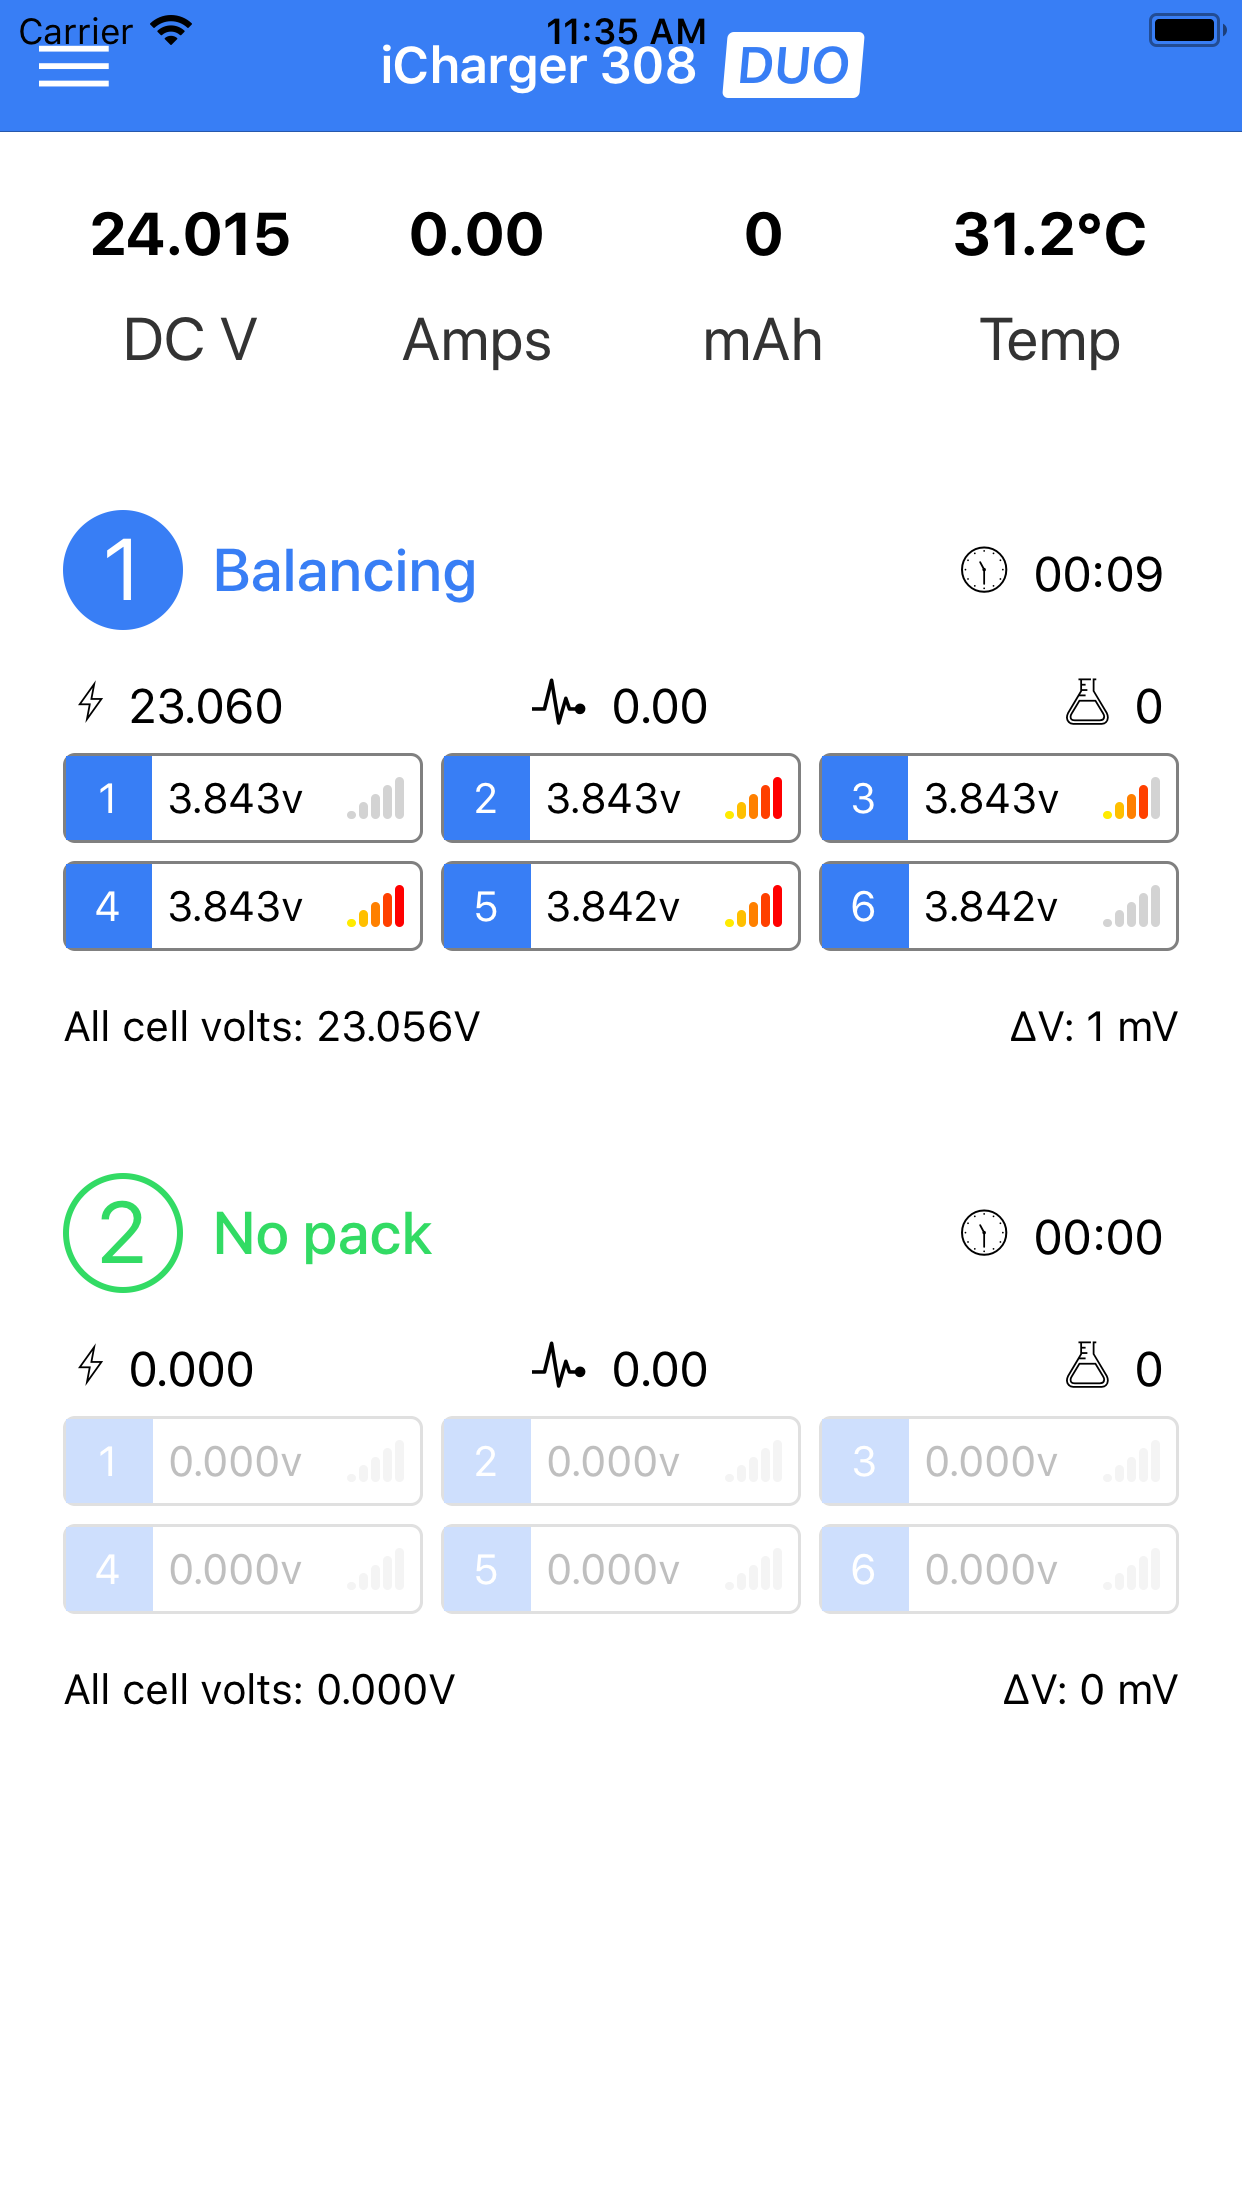 Carrier 11:35 AM
iCharger 308 DUO
24.015 0.00 0 31.2°C
DC V Amps mAh Temp
1 Balancing 00:09
23.060 0.00 0
1 3.843v 2 3.843v 3 3.843v
4 3.843v 5 3.842v 6 3.842v
All cell volts: 23.056V ΔV: 1 mV
2 No pack 00:00
0.000 0.00 0
1 0.000v 2 0.000v 3 0.000v
4 0.000v 5 0.000v 6 0.000v
All cell volts: 0.000V ΔV: 0 mV